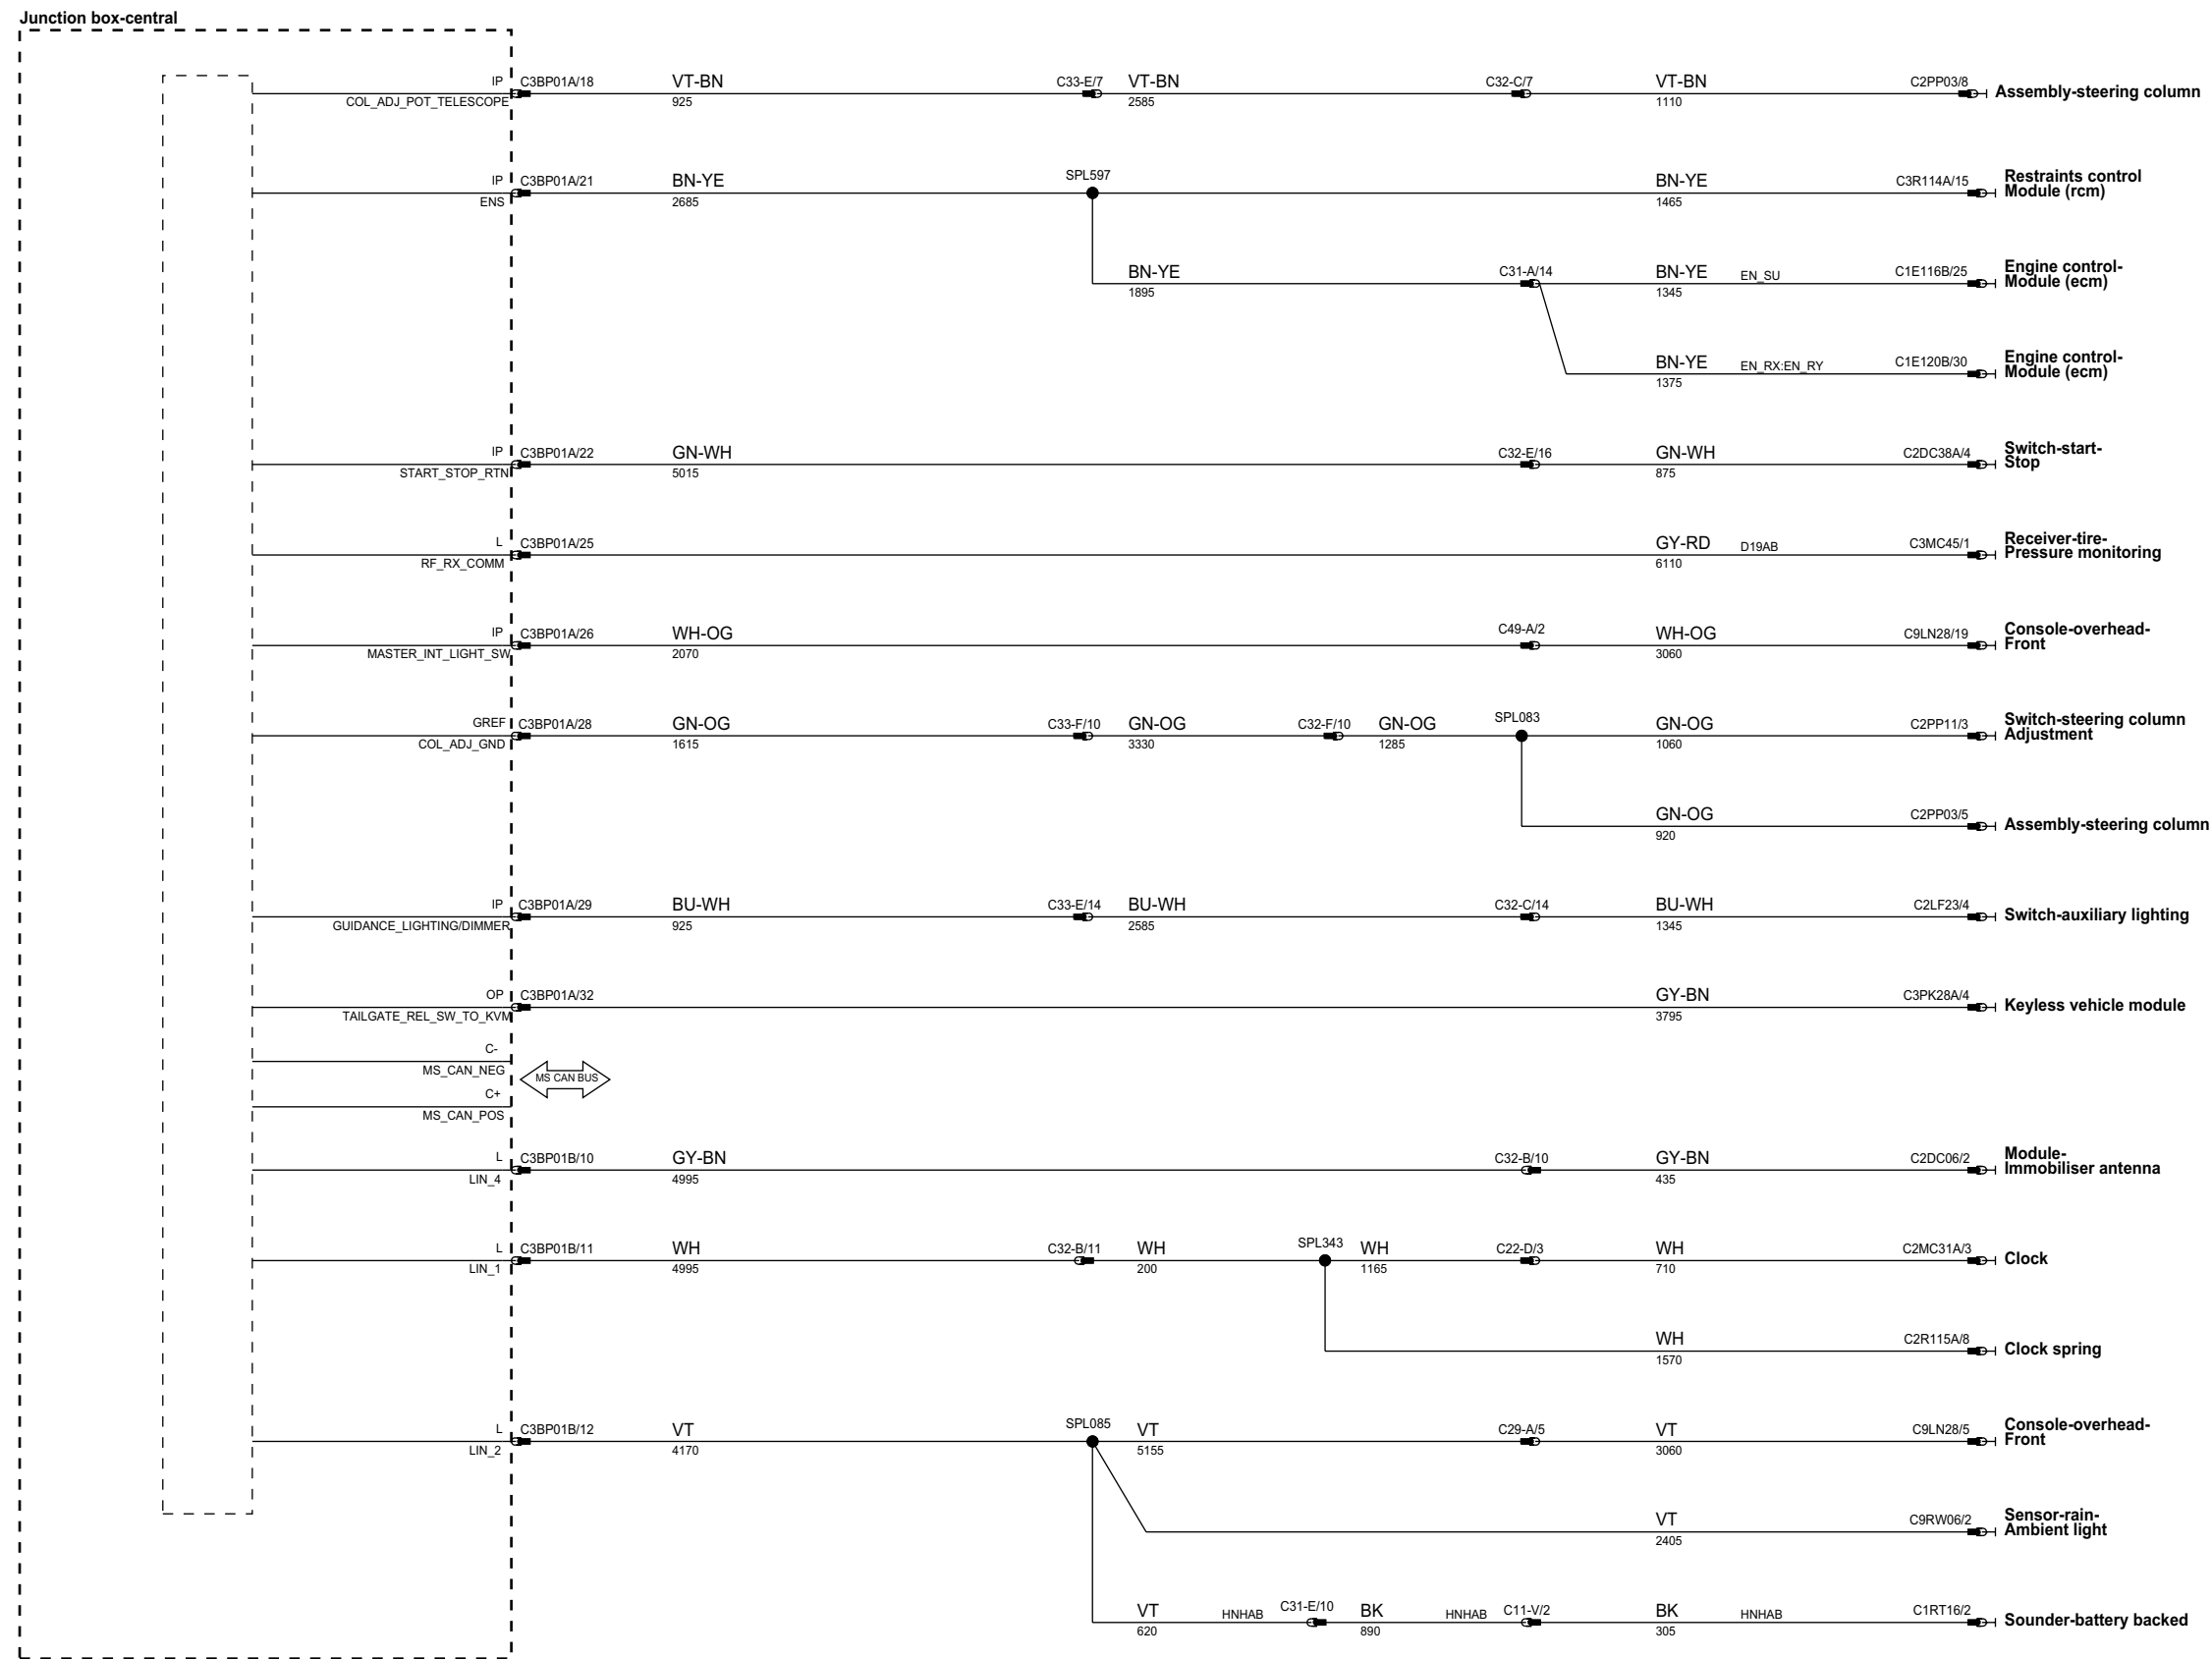 Junction box-central
IP C3BP01A/18 VT-BN C33-E/7 VT-BN C32-C/7 VT-BN C2PP03/8 Assembly-steering column
COL_ADJ_POT_TELESCOPE 925 2585 1110
SPL597
IP C3BP01A/21 BN-YE BN-YE C3R114A/15 Restraints control
Module (rcm)
ENS 2685 1465
BN-YE C31-A/14 BN-YE EN_SU C1E116B/25 Engine control-
Module (ecm)
1895 1345
BN-YE EN_RX:EN_RY C1E120B/30 Engine control-
Module (ecm)
1375
IP C3BP01A/22 GN-WH C32-E/16 GN-WH C2DC38A/4 Switch-start-
Stop
START_STOP_RTN 5015 875
L C3BP01A/25 GY-RD D19AB C3MC45/1 Receiver-tire-
Pressure monitoring
RF_RX_COMM 6110
IP C3BP01A/26 WH-OG C49-A/2 WH-OG C9LN28/19 Console-overhead-
Front
MASTER_INT_LIGHT_SW 2070 3060
GREF C3BP01A/28 GN-OG C33-F/10 GN-OG C32-F/10 GN-OG SPL083 GN-OG C2PP11/3 Switch-steering column
Adjustment
COL_ADJ_GND 1615 3330 1285 1060
GN-OG C2PP03/5 Assembly-steering column
920
IP C3BP01A/29 BU-WH C33-E/14 BU-WH C32-C/14 BU-WH C2LF23/4 Switch-auxiliary lighting
GUIDANCE_LIGHTING/DIMMER 925 2585 1345
OP C3BP01A/32 GY-BN C3PK28A/4 Keyless vehicle module
TAILGATE_REL_SW_TO_KVM 3795
C-
MS_CAN_NEG
MS CAN BUS
C+
MS_CAN_POS
L C3BP01B/10 GY-BN C32-B/10 GY-BN C2DC06/2 Module-
Immobiliser antenna
LIN_4 4995 435
L C3BP01B/11 WH C32-B/11 WH SPL343 WH C22-D/3 WH C2MC31A/3 Clock
LIN_1 4995 200 1165 710
WH C2R115A/8 Clock spring
1570
L C3BP01B/12 VT SPL085 VT C29-A/5 VT C9LN28/5 Console-overhead-
Front
LIN_2 4170 5155 3060
VT C9RW06/2 Sensor-rain-
Ambient light
2405
VT HNHAB C31-E/10 BK HNHAB C11-V/2 BK HNHAB C1RT16/2 Sounder-battery backed
620 890 305